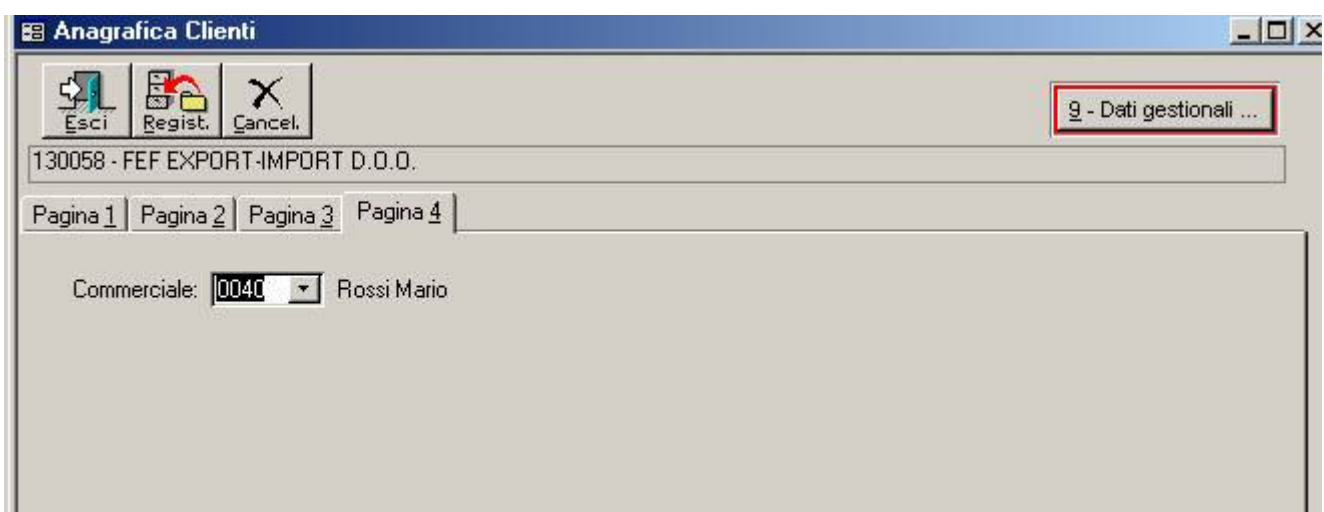 Anagrafica Clienti
Esci Regist. Cancel. 9 - Dati gestionali ...
130058 - FEF EXPORT-IMPORT D.O.O.
Pagina 1 Pagina 2 Pagina 3 Pagina 4
Commerciale: 0040 Rossi Mario